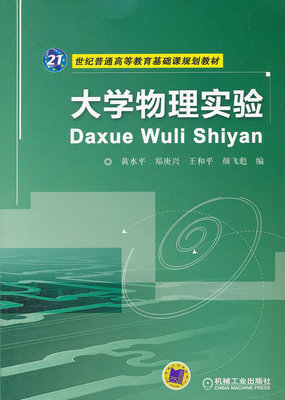 21 世纪普通高等教育基础课规划教材
大学物理实验
Daxue Wuli Shiyan
◎ 黄水平 郑庚兴 王和平 颜飞彪 编
机械工业出版社
CHINA MACHINE PRESS